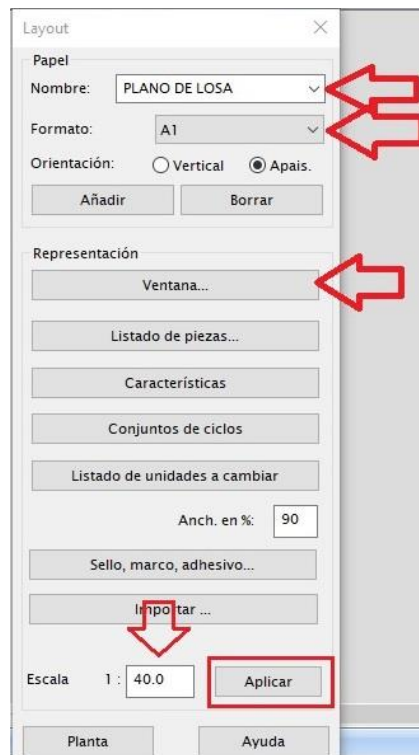 Layout
Papel
Nombre: PLANO DE LOSA
Formato: A1
Orientación: Vertical Apais.
Añadir Borrar
Representación
Ventana...
Listado de piezas...
Características
Conjuntos de ciclos
Listado de unidades a cambiar
Anch. en %: 90
Sello, marco, adhesivo...
Importar ...
Escala 1 : 40.0 Aplicar
Planta Ayuda